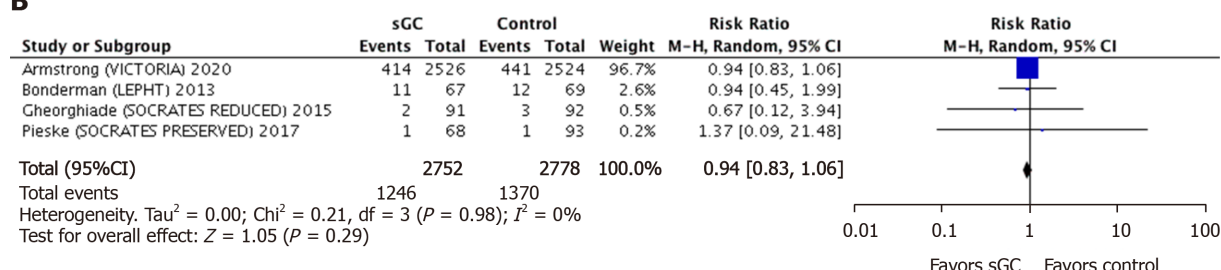 B
sGC Control Risk Ratio Risk Ratio
Study or Subgroup Events Total Events Total Weight M-H, Random, 95% CI M-H, Random, 95% CI
Armstrong (VICTORIA) 2020 414 2526 441 2524 96.7% 0.94 [0.83, 1.06]
Bonderman (LEPHT) 2013 11 67 12 69 2.6% 0.94 [0.45, 1.99]
Gheorghiade (SOCRATES REDUCED) 2015 2 91 3 92 0.5% 0.67 [0.12, 3.94]
Pieske (SOCRATES PRESERVED) 2017 1 68 1 93 0.2% 1.37 [0.09, 21.48]
Total (95%CI) 2752 2778 100.0% 0.94 [0.83, 1.06]
Total events 1246 1370
Heterogeneity. Tau² = 0.00; Chi² = 0.21, df = 3 (P = 0.98); I² = 0%
Test for overall effect: Z = 1.05 (P = 0.29)
0.01 0.1 1 10 100
Favors sGC Favors control